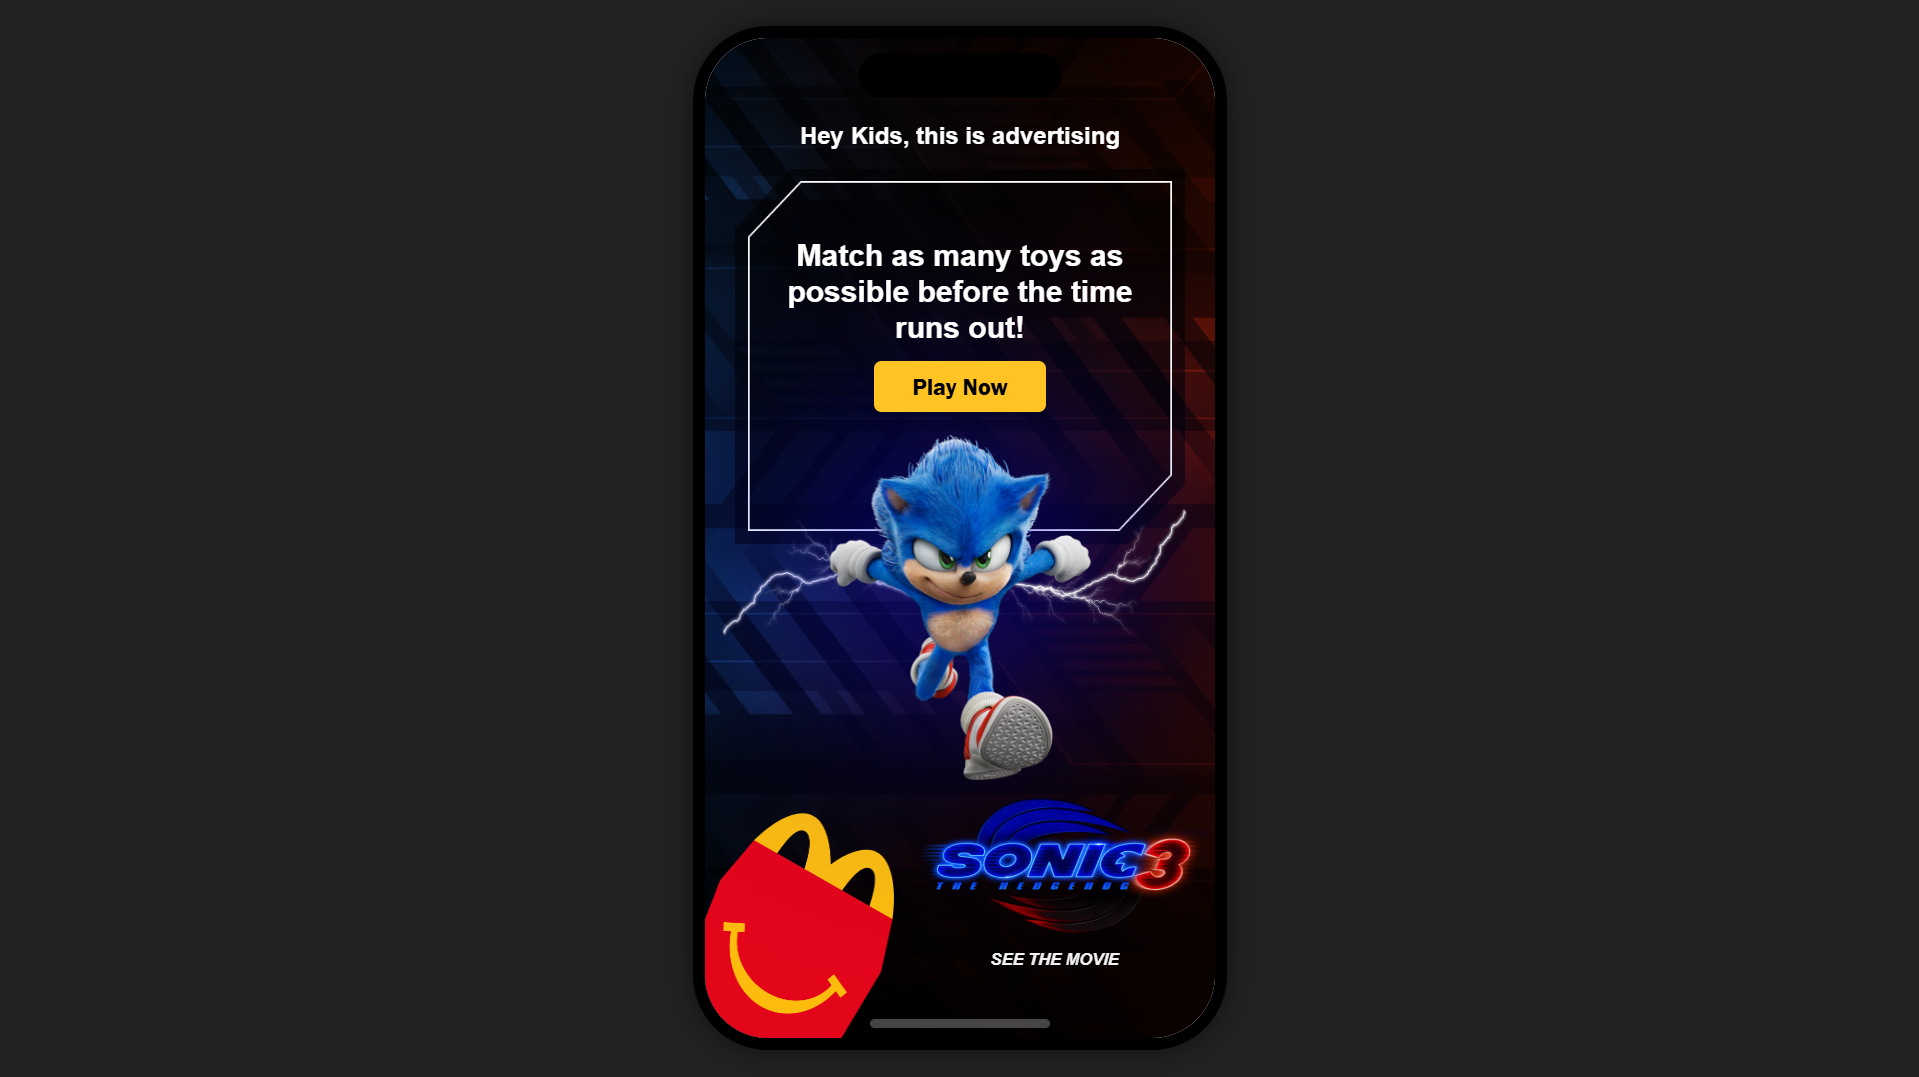 Hey Kids, this is advertising
Match as many toys as
possible before the time
runs out!
Play Now
SONIC 3
THE HEDGEHOG
SEE THE MOVIE